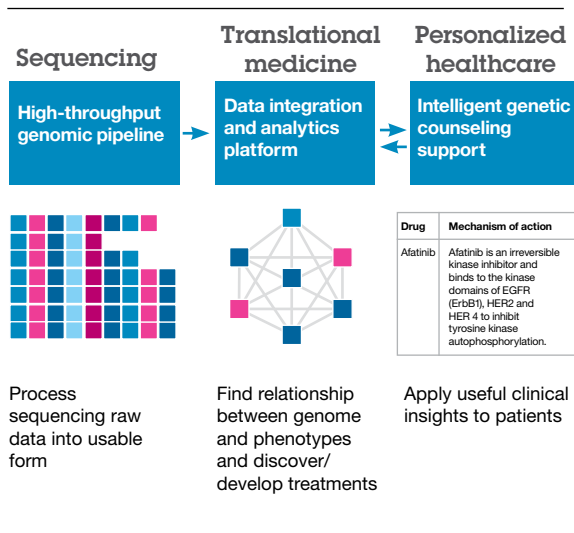 Sequencing
High-throughput
genomic pipeline
Process
sequencing raw
data into usable
form
Translational
medicine
Data integration
and analytics
platform
Find relationship
between genome
and phenotypes
and discover/
develop treatments
Personalized
healthcare
Intelligent genetic
counseling
support
Drug Mechanism of action
Afatinib Afatinib is an irreversible
kinase inhibitor and
binds to the kinase
domains of EGFR
(ErbB1), HER2 and
HER 4 to inhibit
tyrosine kinase
autophosphorylation.
Apply useful clinical
insights to patients